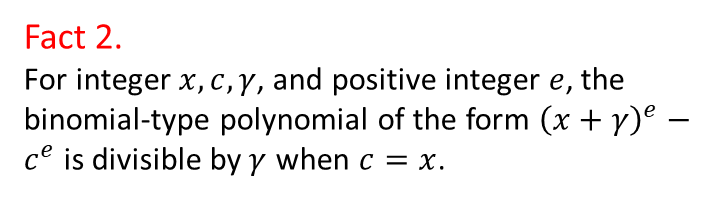 Fact 2.
For integer 𝑥, 𝑐, 𝛾, and positive integer 𝑒, the
binomial-type polynomial of the form (𝑥 + 𝛾)^𝑒 −
𝑐^𝑒 is divisible by 𝛾 when 𝑐 = 𝑥.